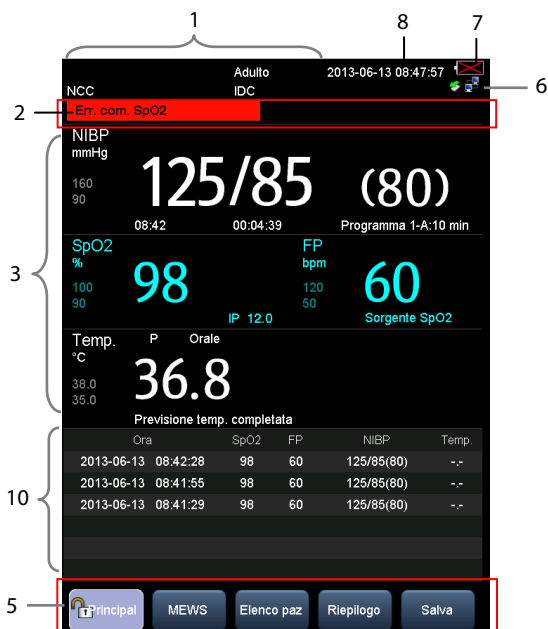 1
8
7
Adulto 2013-06-13 08:47:57
NCC IDC
6
2 Err. com. SpO2
NIBP
mmHg
160
90
125/85 (80)
08:42 00:04:39 Programma 1-A:10 min
3
SpO2 FP
% bpm
100 98 120 60
90 50
IP 12.0 Sorgente SpO2
Temp. P Orale
°C
38.0 36.8
35.0
Previsione temp. completata
Ora SpO2 FP NIBP Temp.
2013-06-13 08:42:28 98 60 125/85(80) -.-
2013-06-13 08:41:55 98 60 125/85(80) -.-
10
2013-06-13 08:41:29 98 60 125/85(80) -.-
5 Principal MEWS Elenco paz Riepilogo Salva